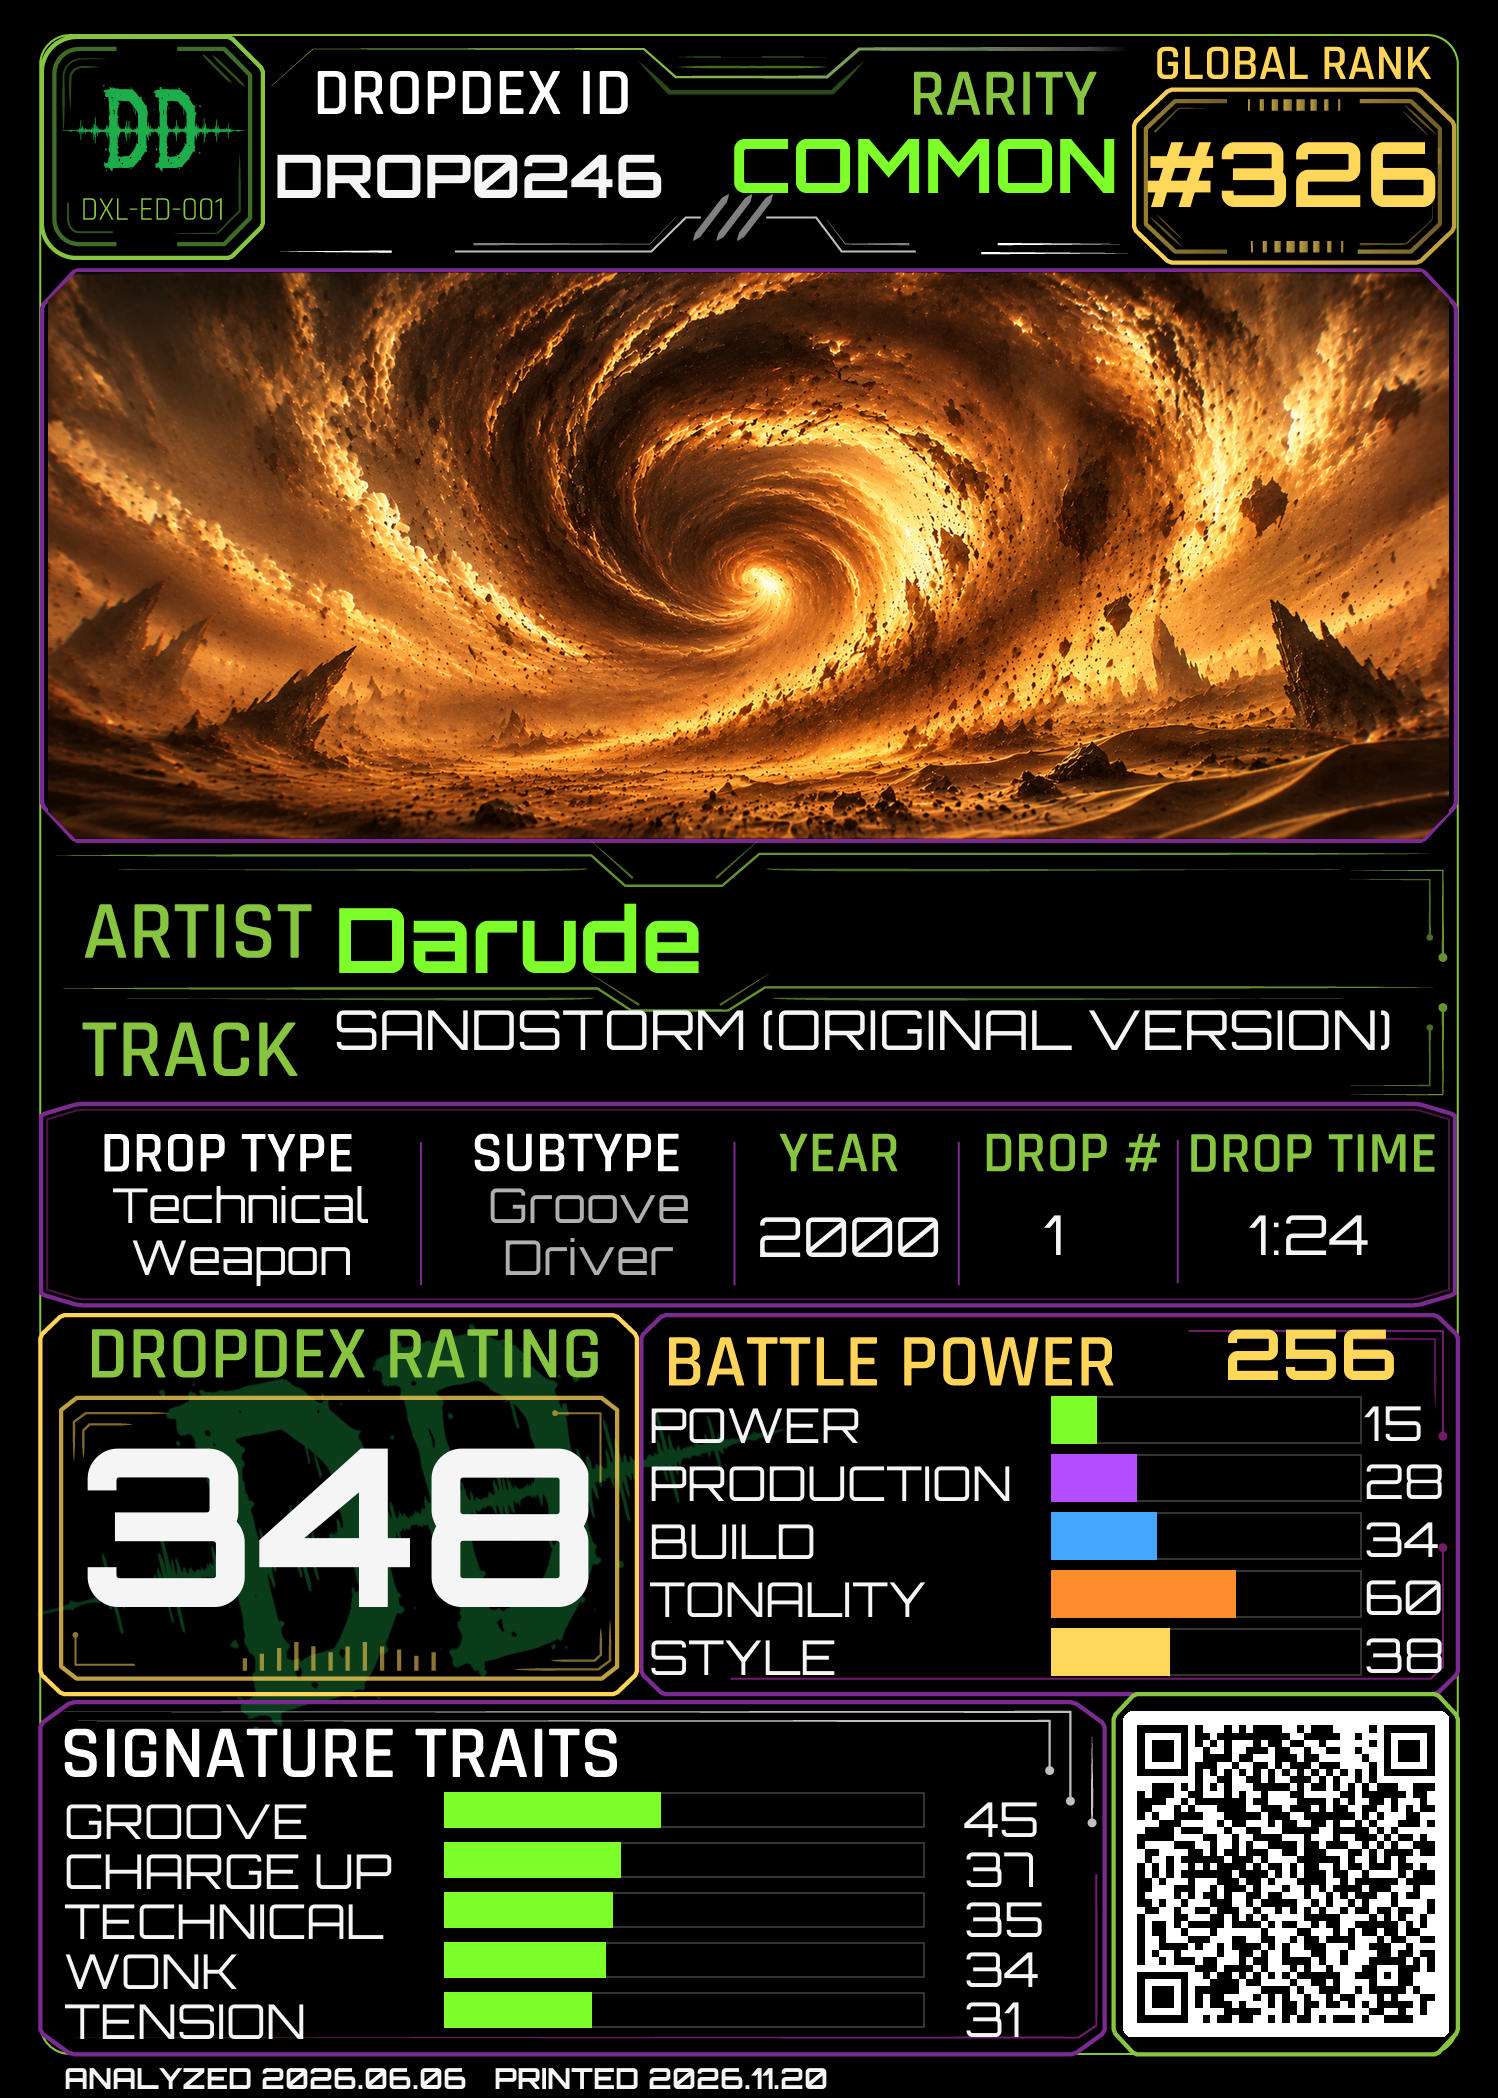 DD
DXL-ED-001
DROPDEX ID
DROP0246
RARITY
COMMON
GLOBAL RANK
#326
ARTIST Darude
TRACK SANDSTORM (ORIGINAL VERSION)
DROP TYPE
Technical
Weapon
SUBTYPE
Groove
Driver
YEAR
2000
DROP #
1
DROP TIME
1:24
DROPDEX RATING
348
BATTLE POWER 256
POWER 15
PRODUCTION 28
BUILD 34
TONALITY 60
STYLE 38
SIGNATURE TRAITS
GROOVE 45
CHARGE UP 37
TECHNICAL 35
WONK 34
TENSION 31
ANALYZED 2026.06.06 PRINTED 2026.11.20